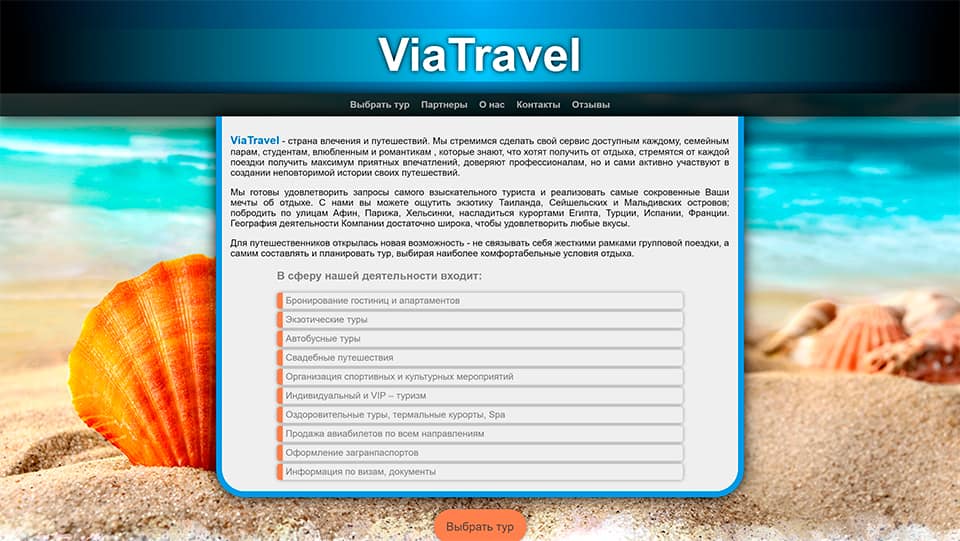 ViaTravel
Выбрать тур Партнеры О нас Контакты Отзывы
ViaTravel - страна влечения и путешествий. Мы стремимся сделать свой сервис доступным каждому, семейным
парам, студентам, влюбленным и романтикам , которые знают, что хотят получить от отдыха, стремятся от каждой
поездки получить максимум приятных впечатлений, доверяют профессионалам, но и сами активно участвуют в
создании неповторимой истории своих путешествий.
Мы готовы удовлетворить запросы самого взыскательного туриста и реализовать самые сокровенные Ваши
мечты об отдыхе. С нами вы можете ощутить экзотику Таиланда, Сейшельских и Мальдивских островов;
побродить по улицам Афин, Парижа, Хельсинки, насладиться курортами Египта, Турции, Испании, Франции.
География деятельности Компании достаточно широка, чтобы удовлетворить любые вкусы.
Для путешественников открылась новая возможность - не связывать себя жесткими рамками групповой поездки, а
самим составлять и планировать тур, выбирая наиболее комфортабельные условия отдыха.
В сферу нашей деятельности входит:
Бронирование гостиниц и апартаментов
Экзотические туры
Автобусные туры
Свадебные путешествия
Организация спортивных и культурных мероприятий
Индивидуальный и VIP – туризм
Оздоровительные туры, термальные курорты, Spa
Продажа авиабилетов по всем направлениям
Оформление загранпаспортов
Информация по визам, документы
Выбрать тур